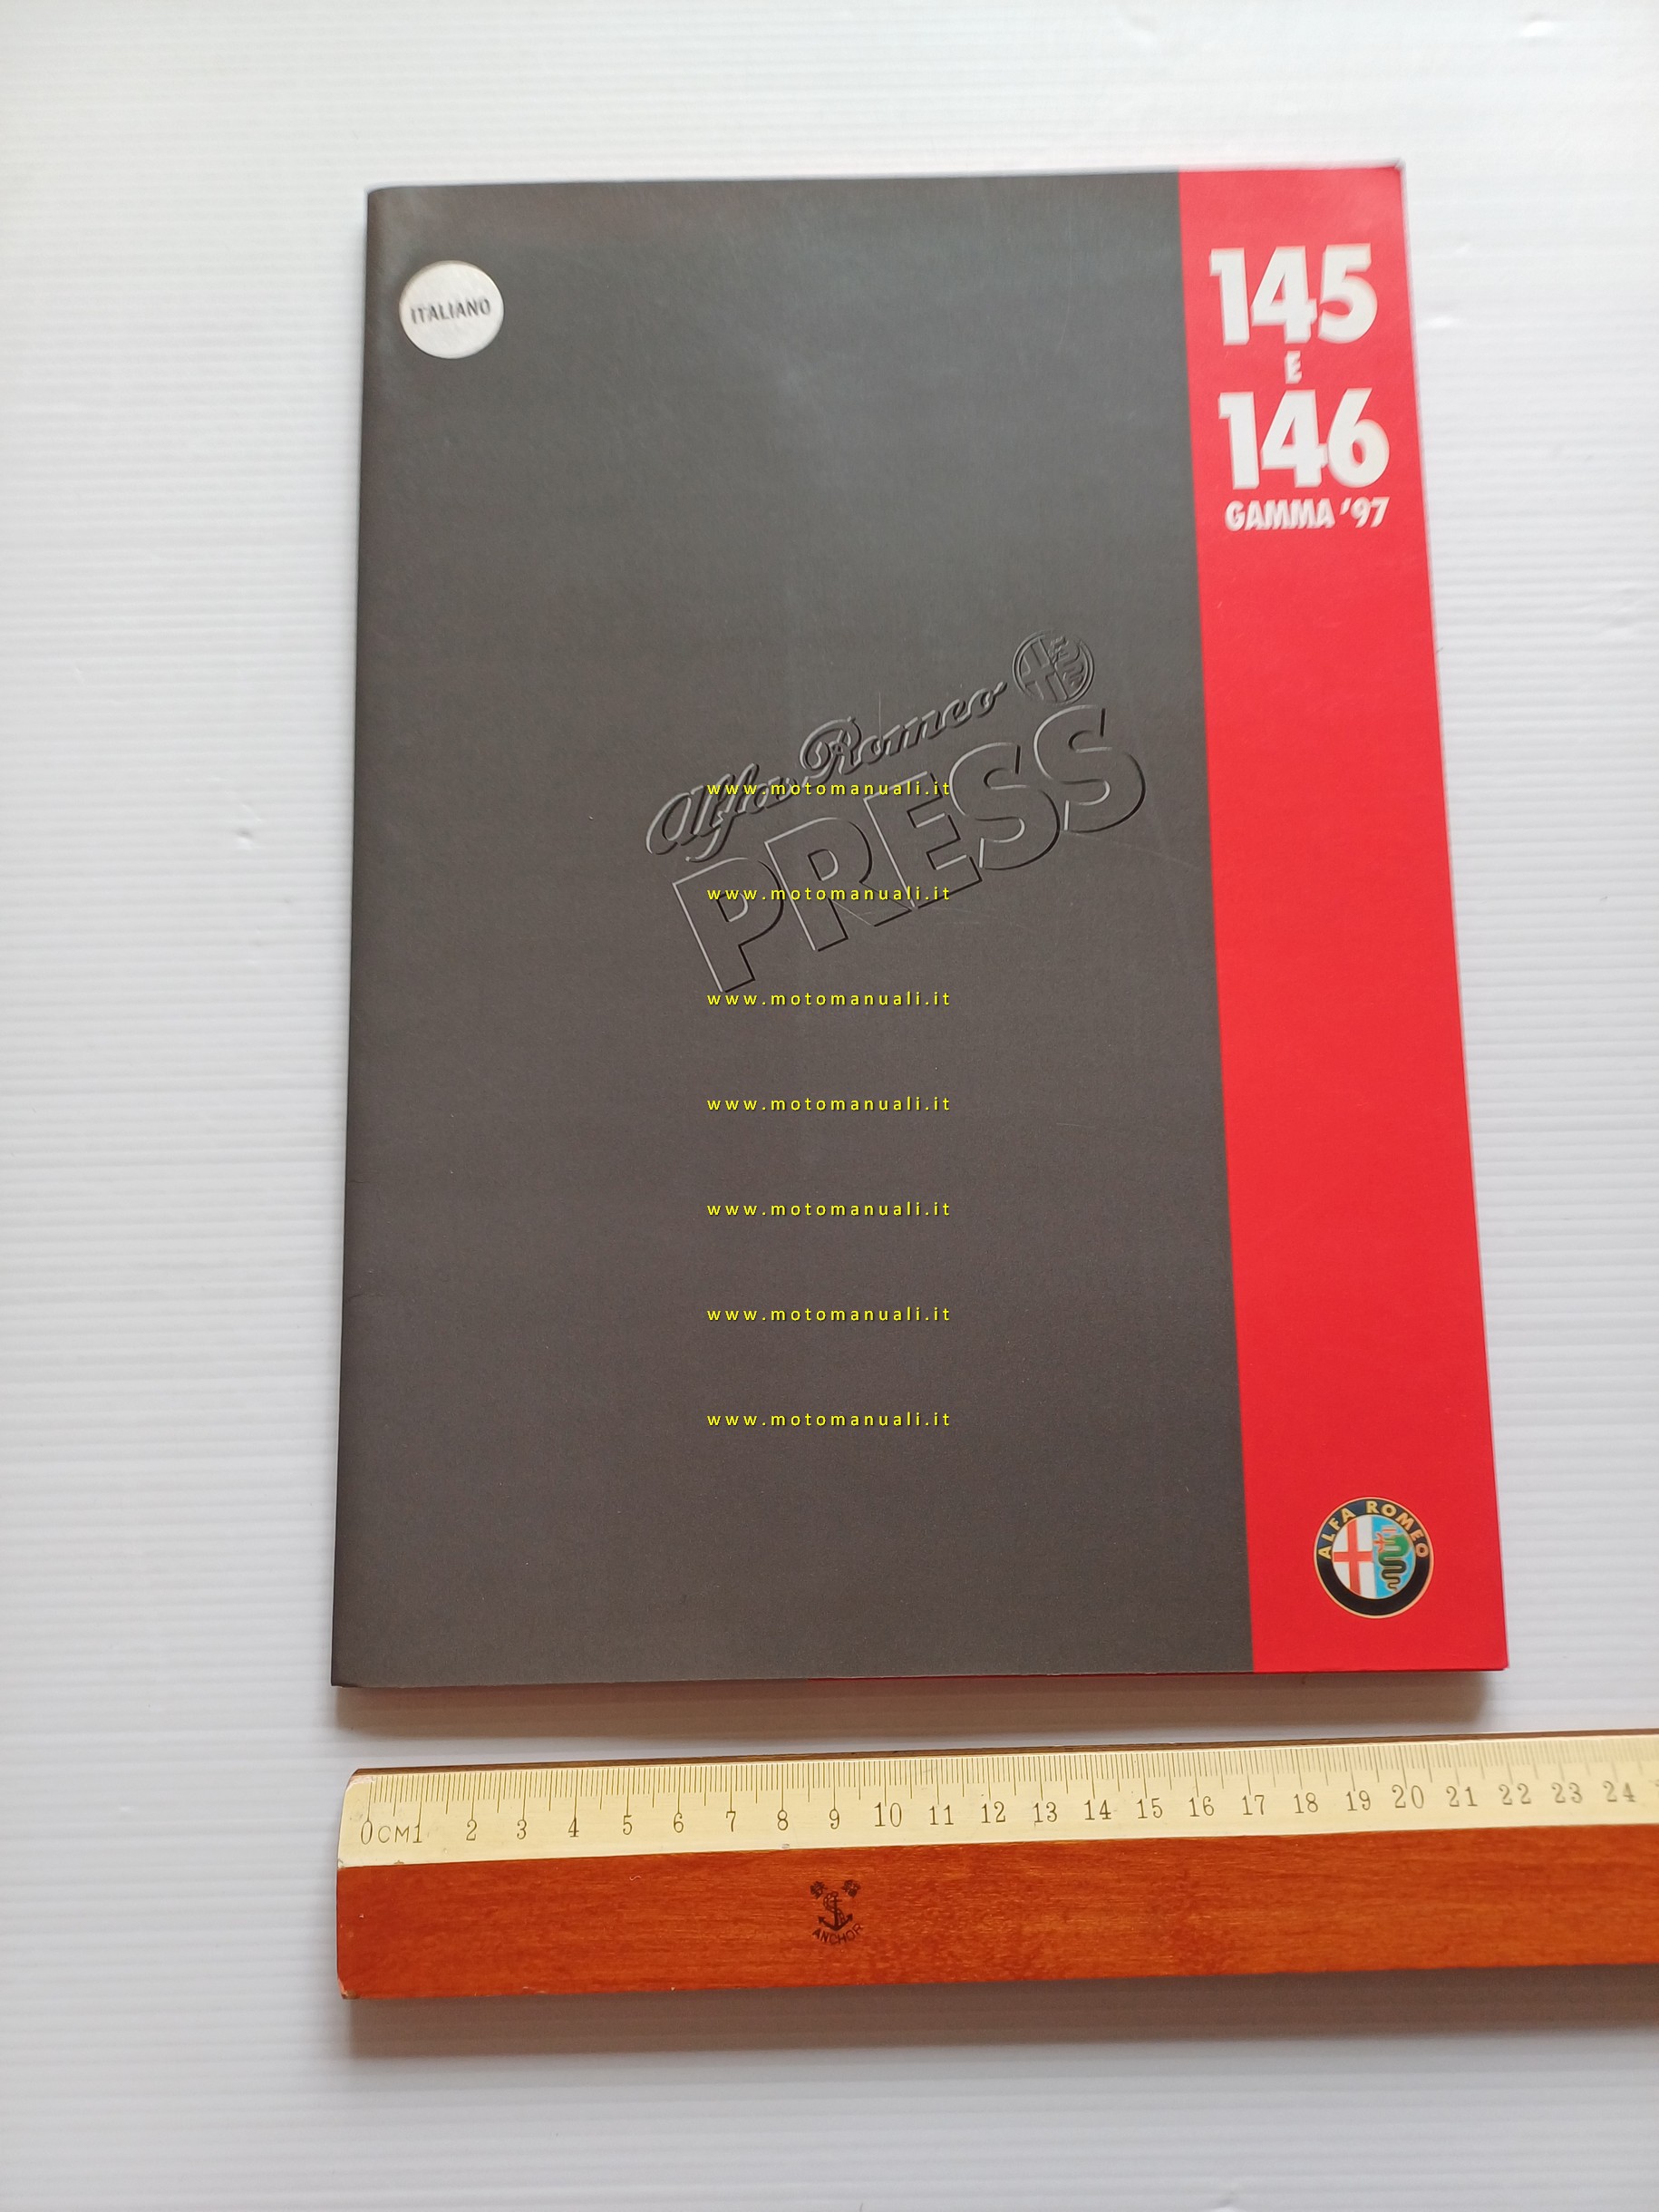 ITALIANO
145
E
146
GAMMA '97
Alfa Romeo
PRESS
www.motomanuali.it
www.motomanuali.it
www.motomanuali.it
www.motomanuali.it
www.motomanuali.it
www.motomanuali.it
www.motomanuali.it
ALFA ROMEO
0CM1 2 3 4 5 6 7 8 9 10 11 12 13 14 15 16 17 18 19 20 21 22 23 24
ANCHOR